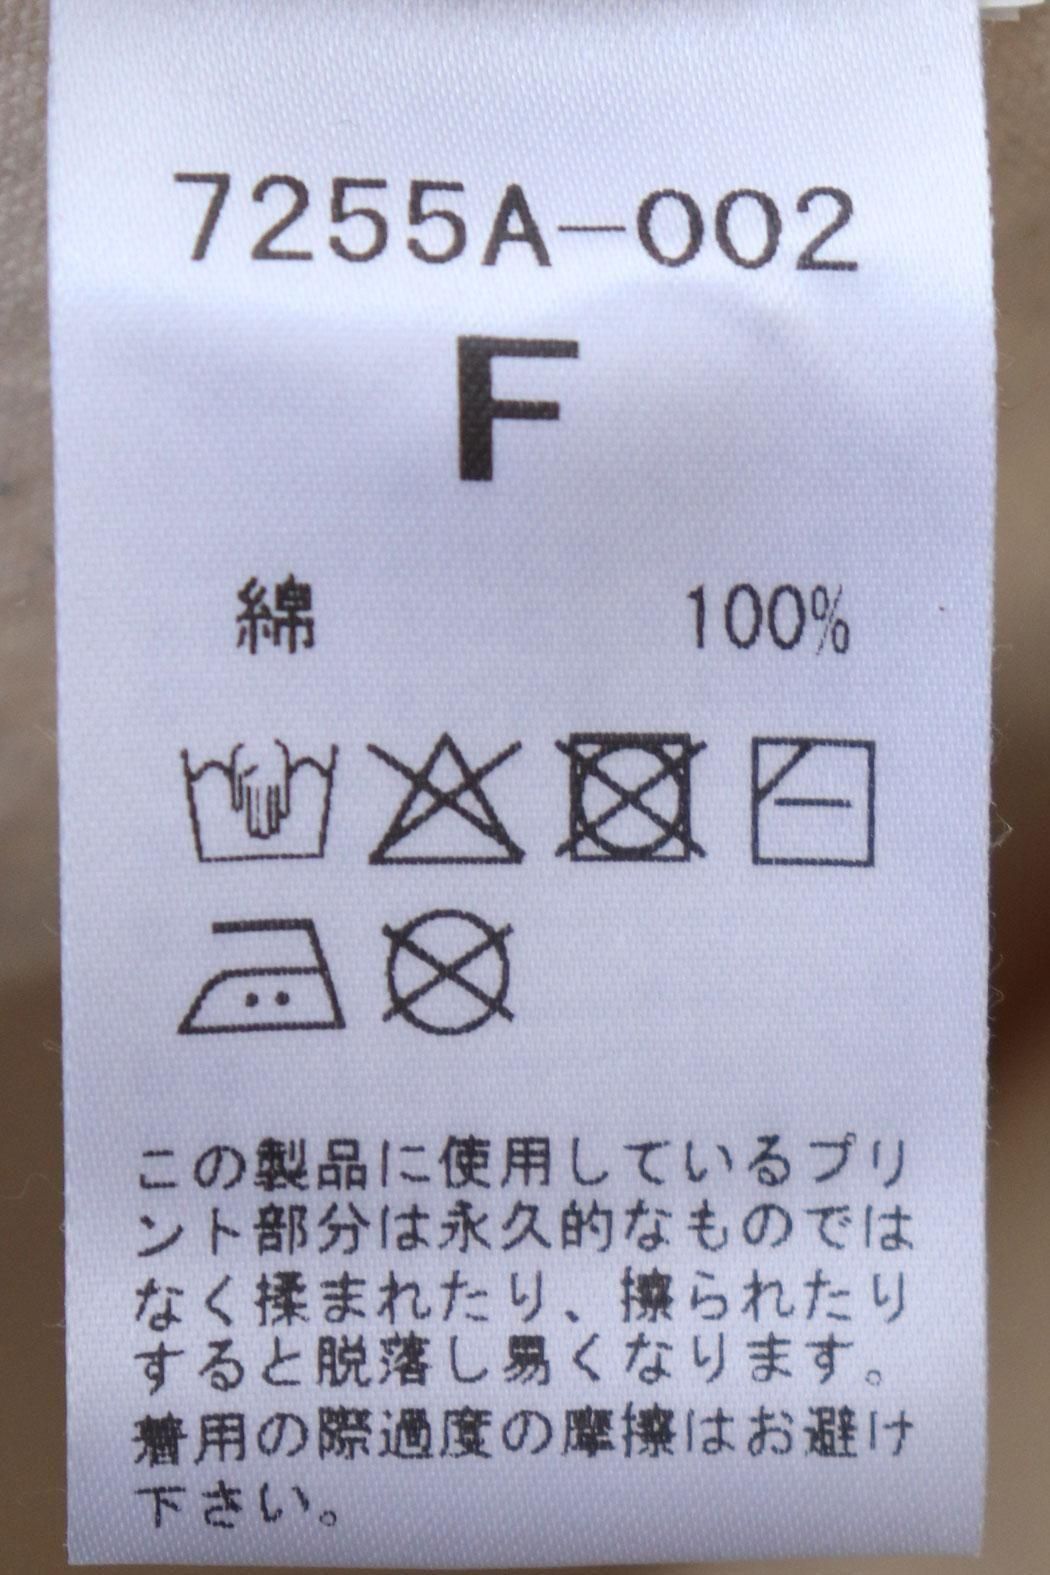 7255A-002
F
綿 100%
この製品に使用しているプリ
ント部分は永久的なものでは
なく揉まれたり、擦られたり
すると脱落し易くなります。
着用の際過度の摩擦はお避け
下さい。